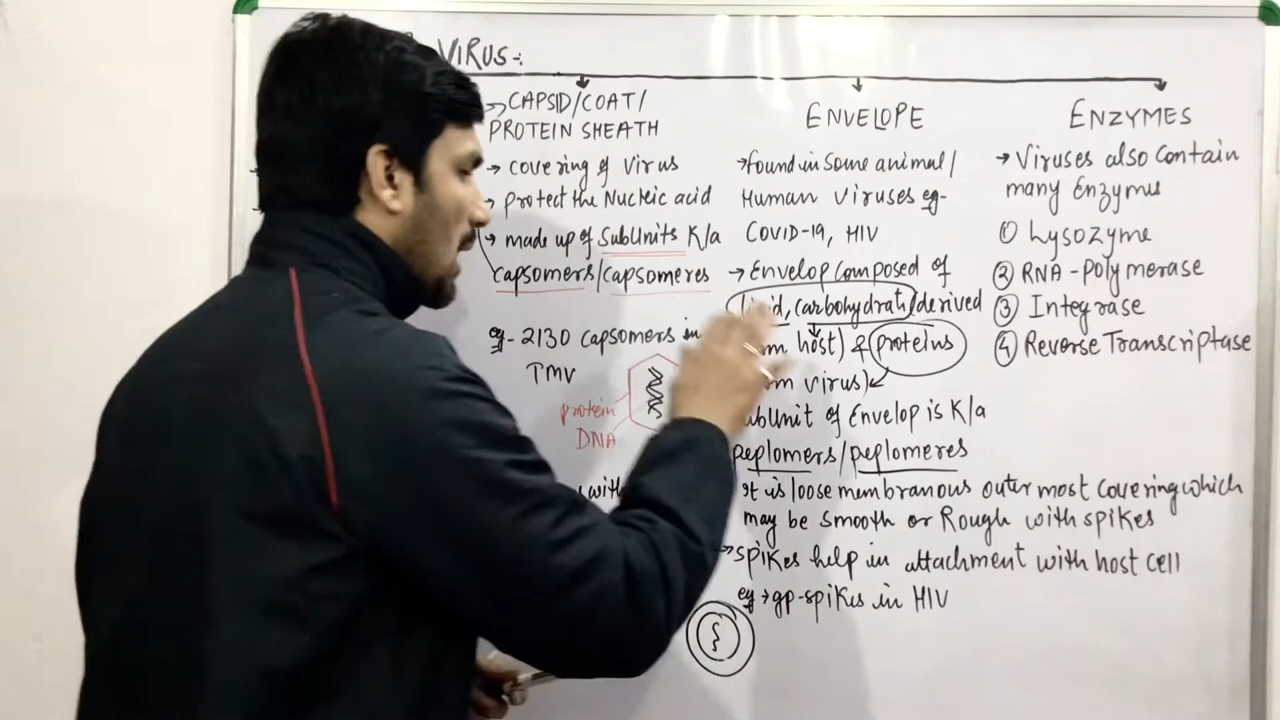 VIRUS-:
→ CAPSID/COAT/
PROTEIN SHEATH
→ covering of Virus
→ protect the Nucleic acid
→ made up of SubUnits K/a
capsomers/capsomeres
eg- 2130 capsomers in
TMV
protein
DNA
with
ENVELOPE
→ found in Some animal/
Human Viruses eg-
COVID-19, HIV
→ Envelop Composed of
carbohydrate/derived
host) & (proteins
virus)
of Envelop is K/a
peplomers/peplomeres
It is loose membranous outer most Covering which
may be Smooth or Rough with spikes
→ spikes help in attachment with host cell
eg → gp-spikes in HIV
ENZYMES
→ Viruses also Contain
many Enzymes
① Lysozyme
② RNA-polymerase
③ Integrase
④ Reverse Transcriptase